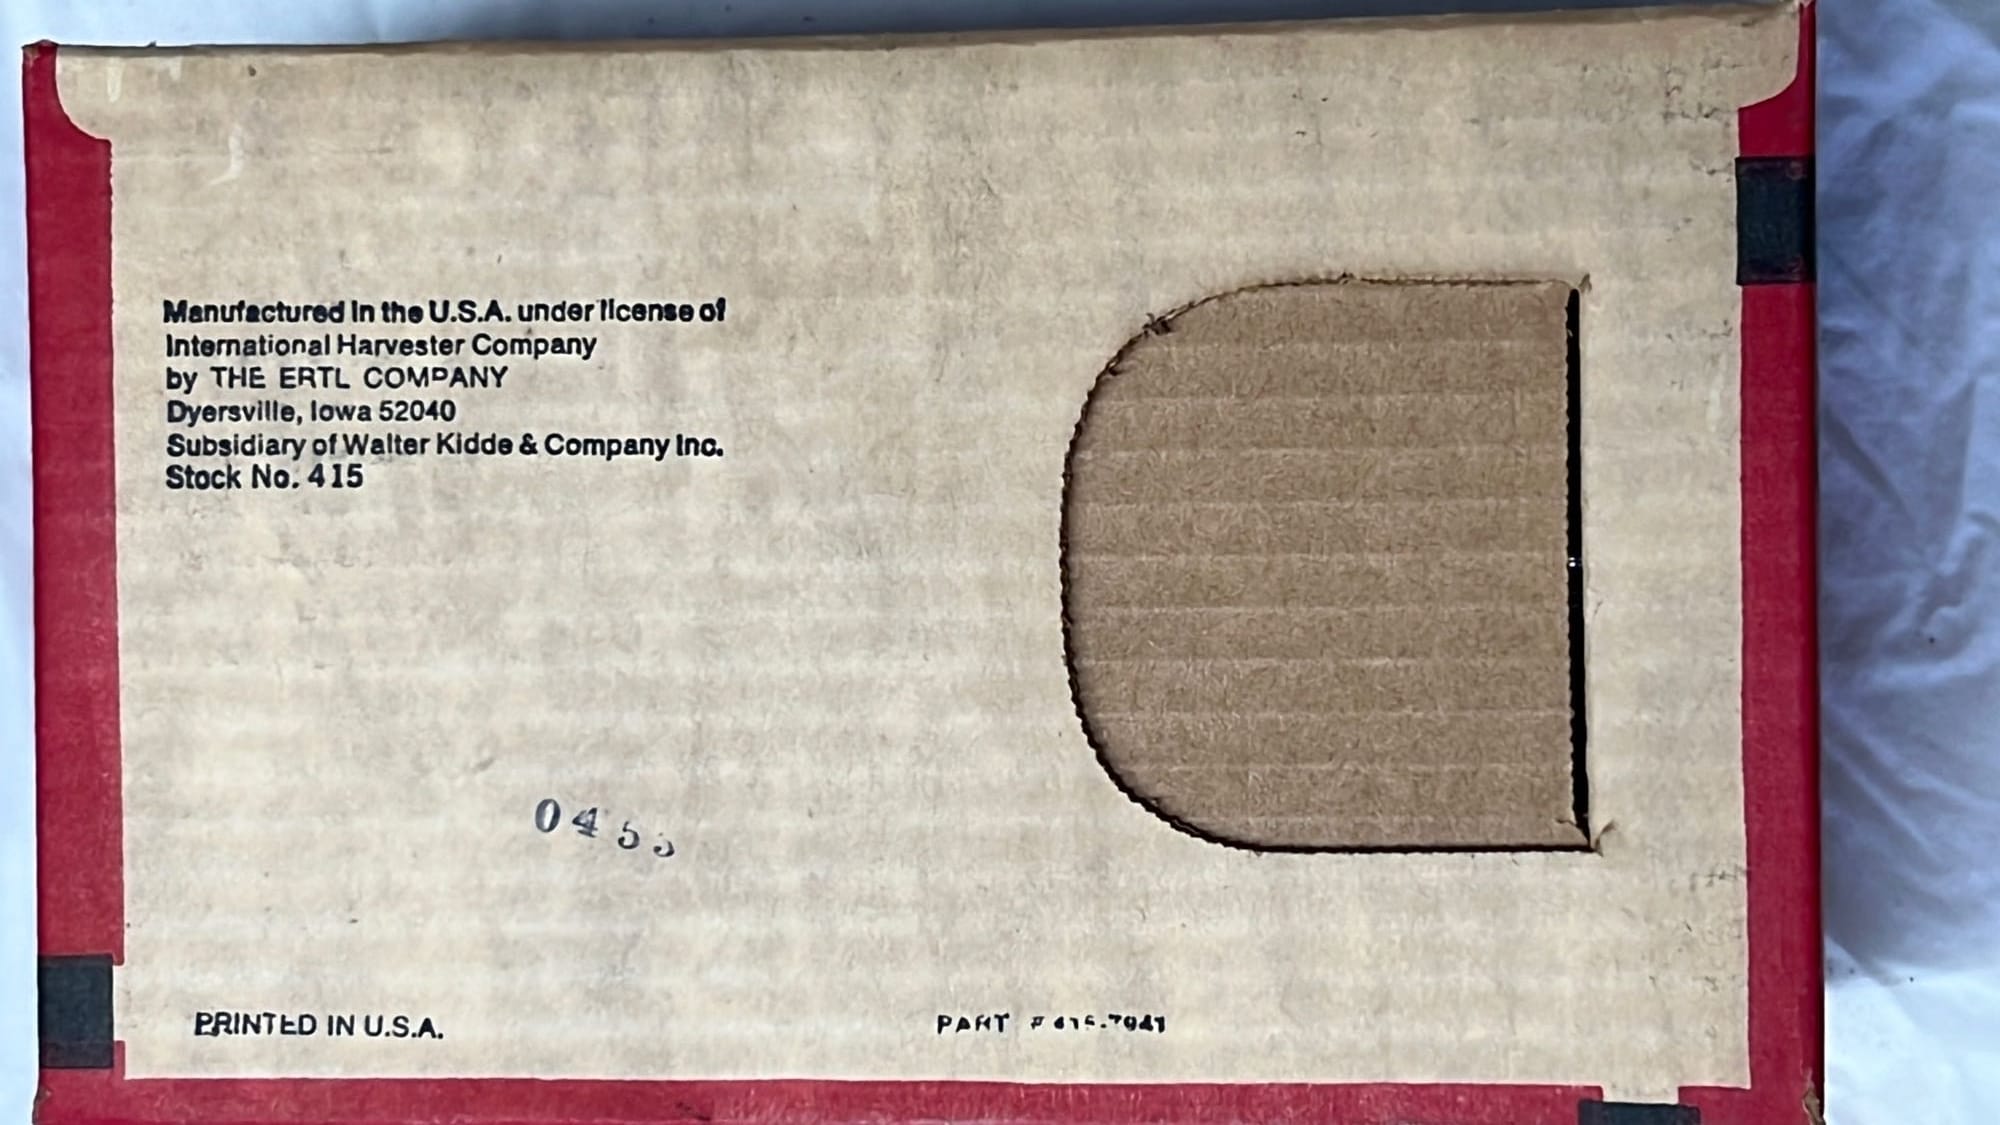 Manufactured in the U.S.A. under license of
International Harvester Company
by THE ERTL COMPANY
Dyersville, Iowa 52040
Subsidiary of Walter Kidde & Company Inc.
Stock No. 415
045
PRINTED IN U.S.A.
PART #